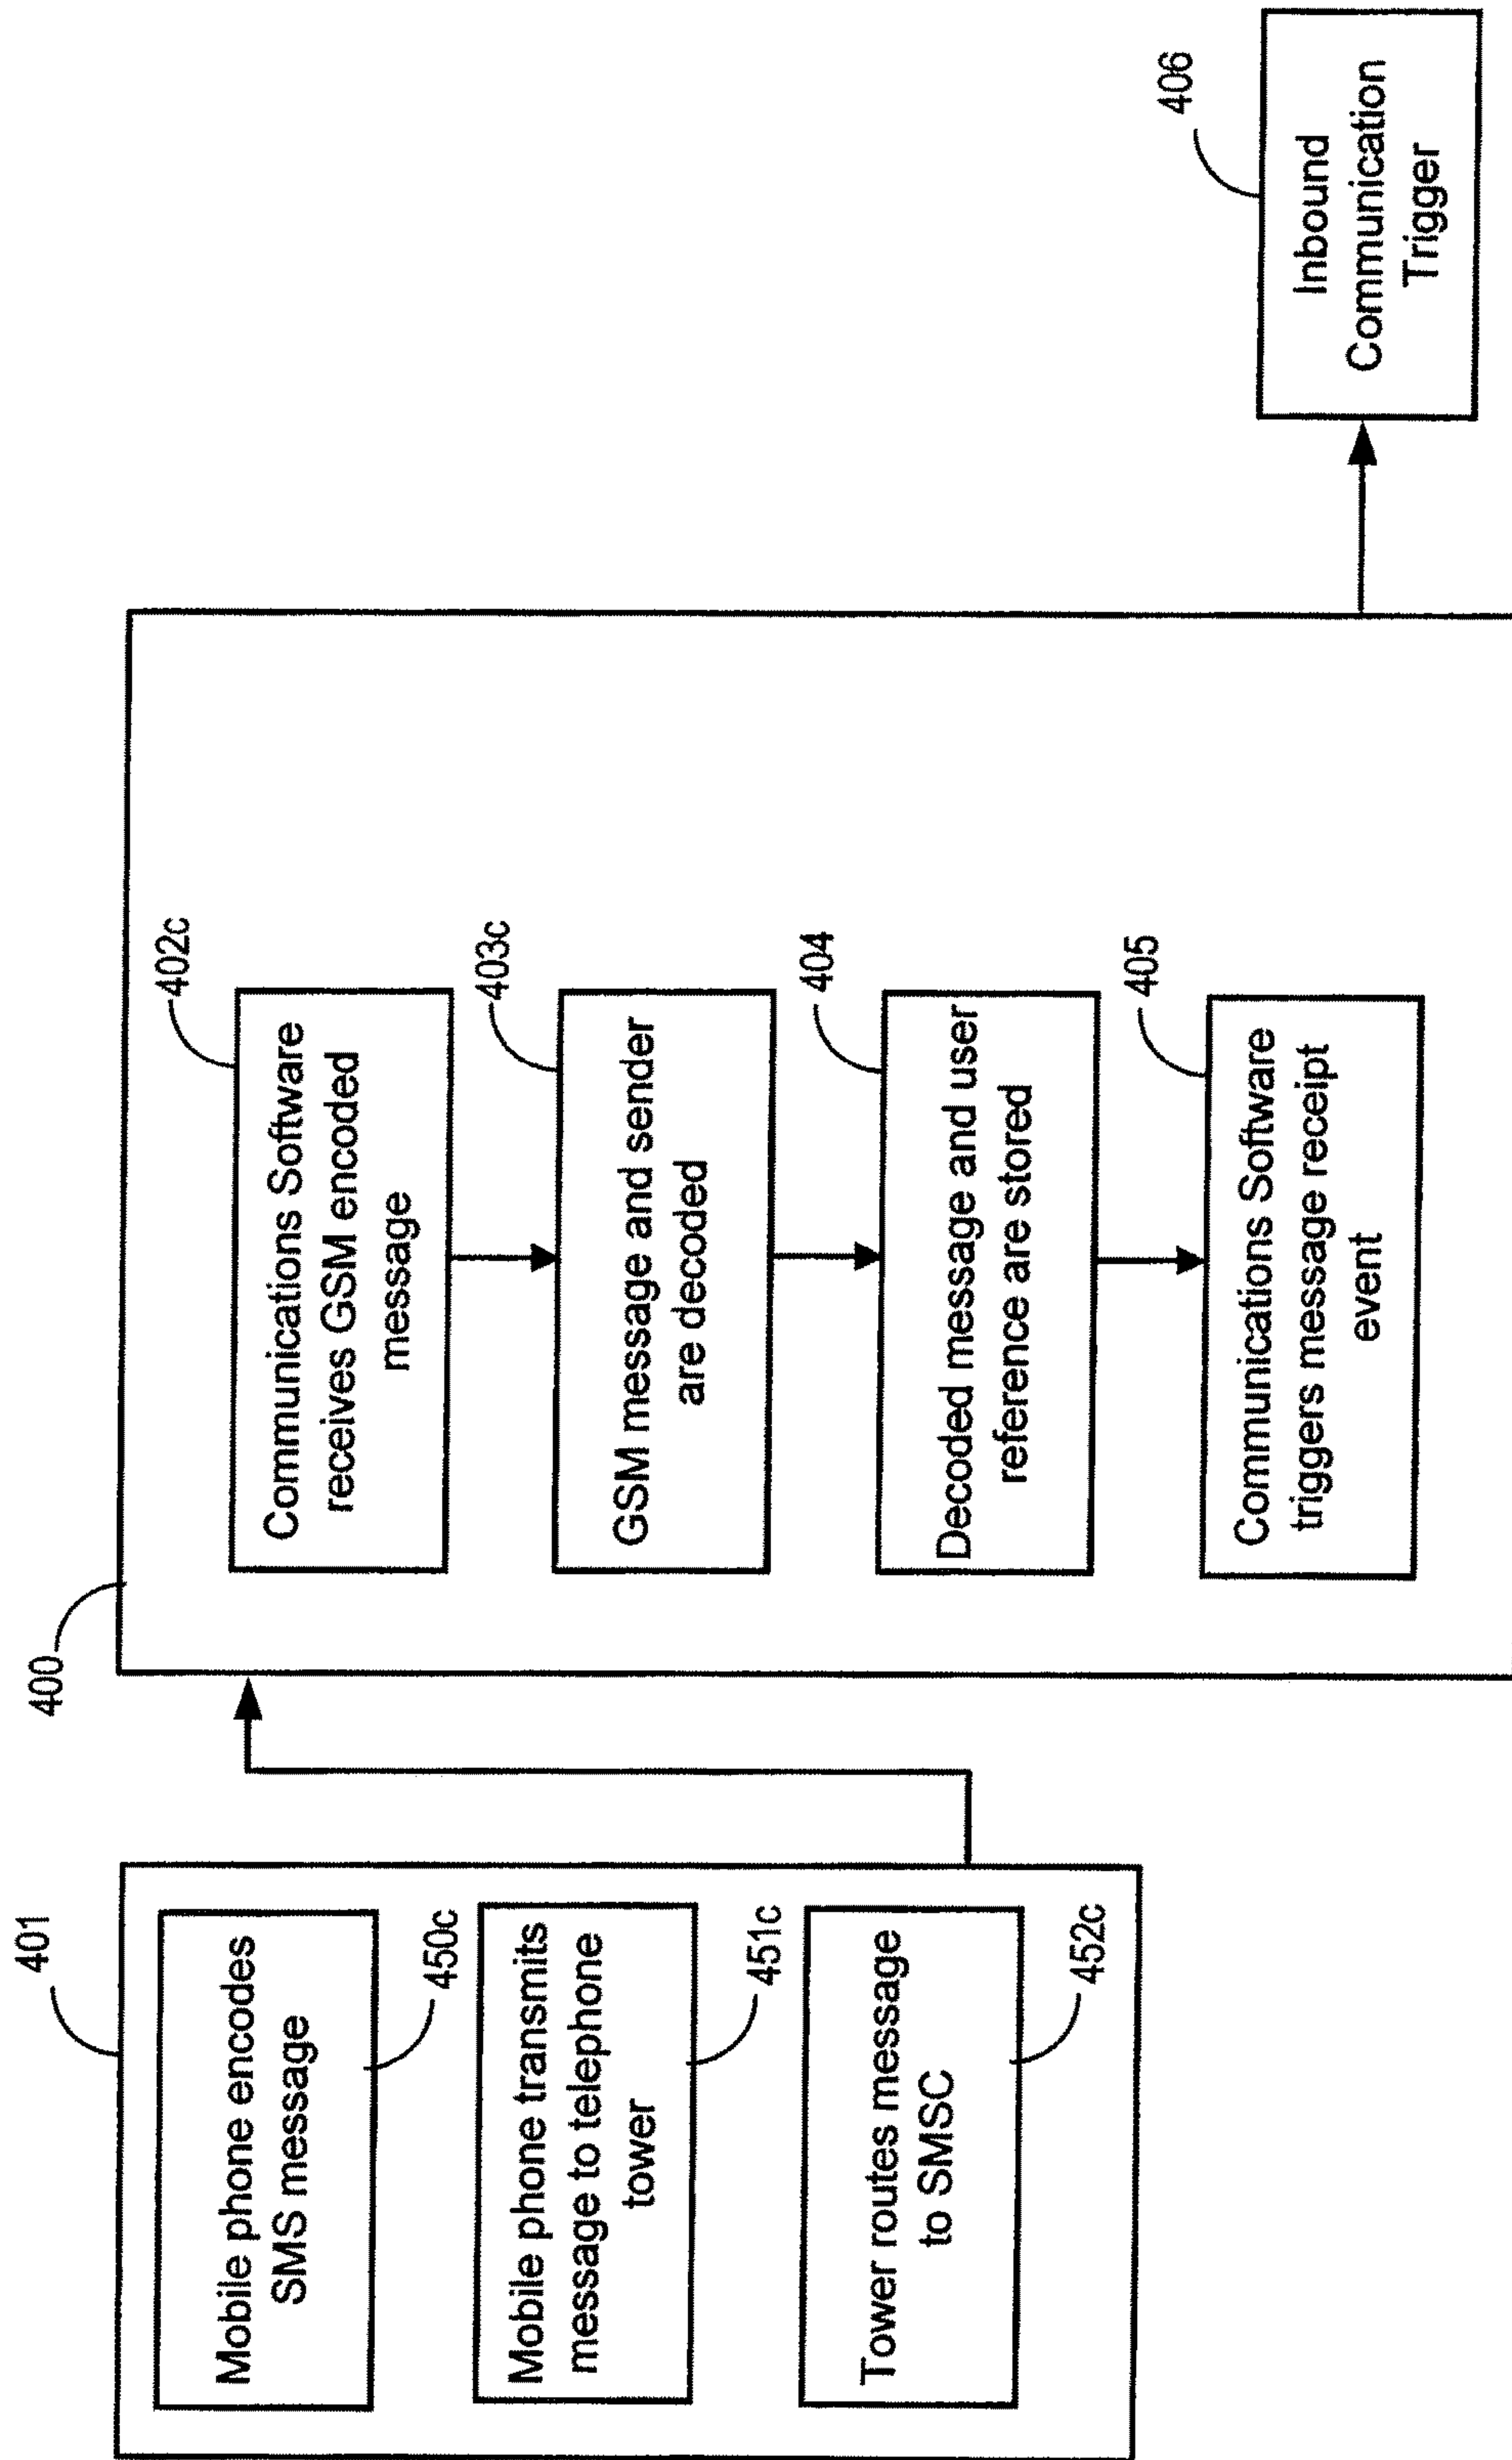 401
Mobile phone encodes
SMS message
450c
Mobile phone transmits
message to telephone
tower
451c
Tower routes message
to SMSC
452c
400
Communications Software
receives GSM encoded
message
402c
GSM message and sender
are decoded
403c
Decoded message and user
reference are stored
404
Communications Software
triggers message receipt
event
405
Inbound
Communication
Trigger
406